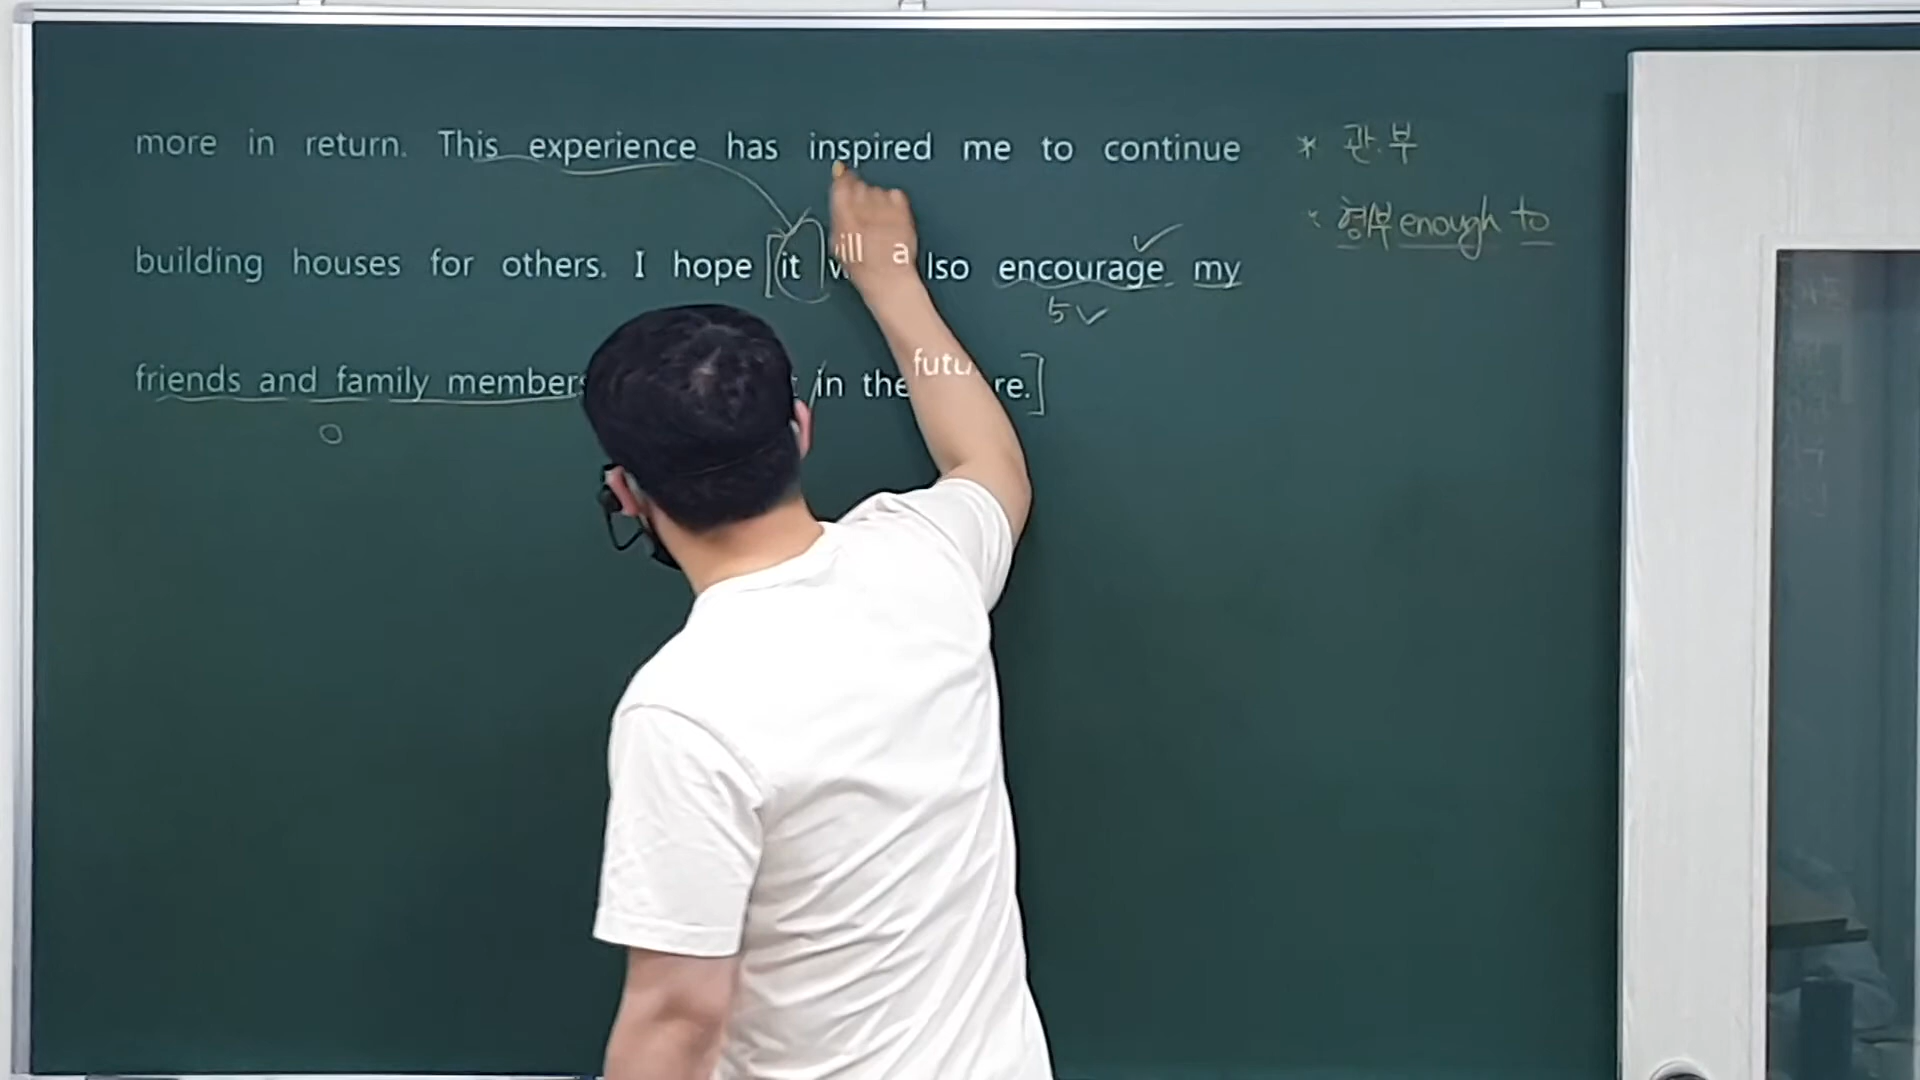 more in return. This experience has inspired me to continue
* 관.부
building houses for others. I hope [it will also encourage my
형부 enough to
5
friends and family members in the future.]
O